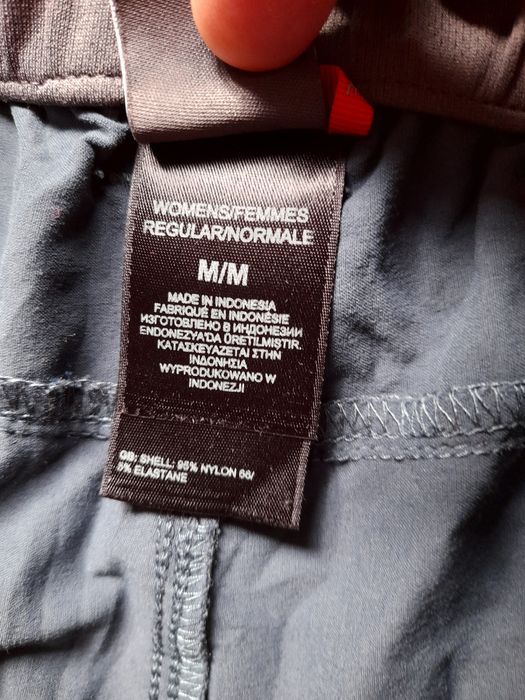 WOMENS/FEMMES
REGULAR/NORMALE
M/M
MADE IN INDONESIA
FABRIQUÉ EN INDONÉSIE
ИЗГОТОВЛЕНО В ИНДОНЕЗИИ
ENDONEZYA'DA ÜRETILMIŞTIR.
ΚΑΤΑΣΚΕΥΑΖΕΤΑΙ ΣΤΗΝ
ΙΝΔΟΝΗΣΙΑ
WYPRODUKOWANO W
INDONEZJI
GB: SHELL: 95% NYLON 66/
5% ELASTANE